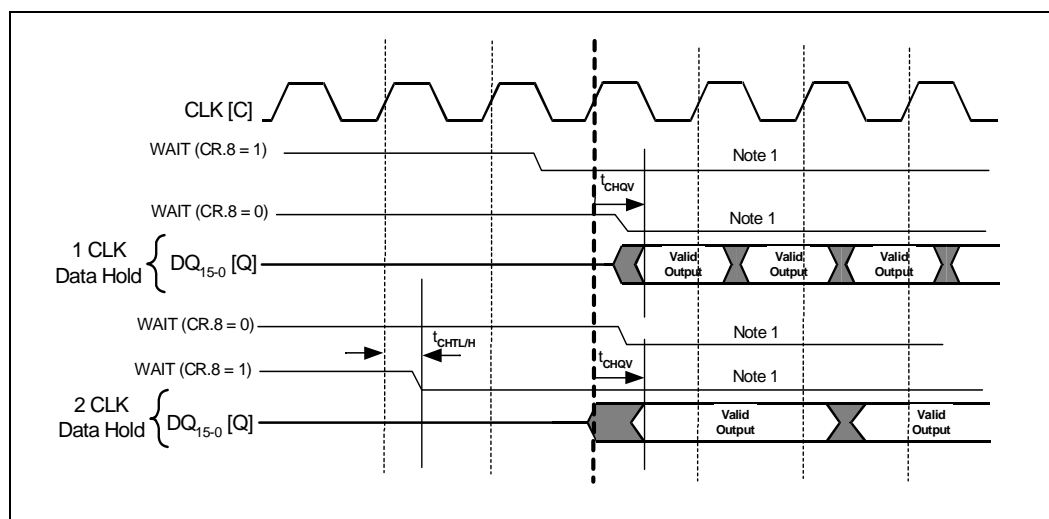 CLK [C]
WAIT (CR.8 = 1)
Note 1
tCHQV
WAIT (CR.8 = 0)
Note 1
1 CLK
Data Hold
DQ15-0 [Q]
Valid
Output
Valid
Output
Valid
Output
WAIT (CR.8 = 0)
tCHTL/H
Note 1
tCHQV
WAIT (CR.8 = 1)
Note 1
2 CLK
Data Hold
DQ15-0 [Q]
Valid
Output
Valid
Output